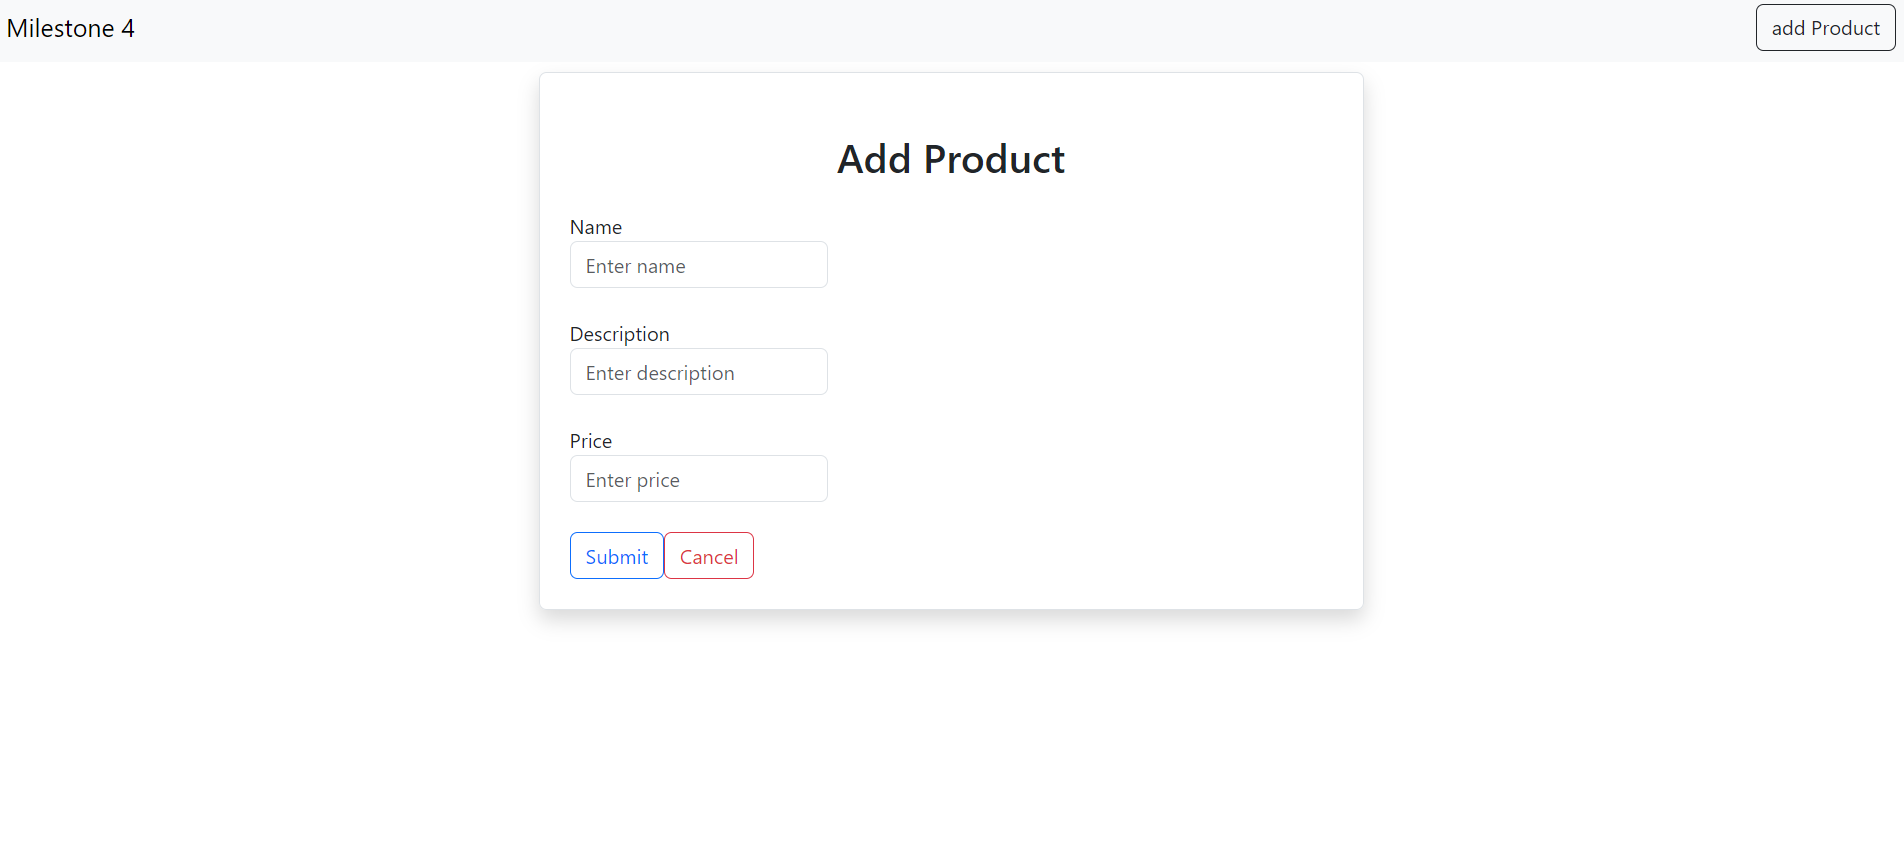 Milestone 4
add Product
Add Product
Name
Enter name
Description
Enter description
Price
Enter price
Submit Cancel